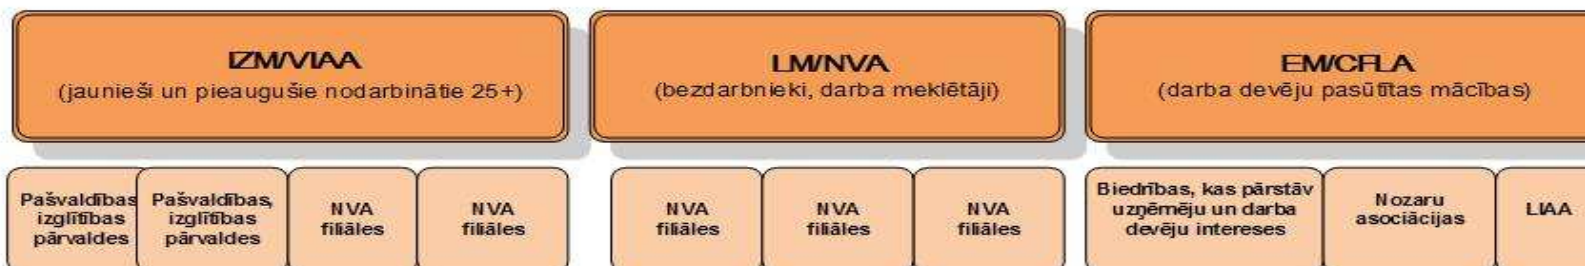 IZM/VIAA
(jaunieši un pieaugušie nodarbinātie 25+)
LM/NVA
(bezdarbnieki, darba meklētāji)
EM/CFLA
(darba devēju pasūtītas mācības)
Pašvaldības
izglītības
pārvaldes
Pašvaldības,
izglītības
pārvaldes
NVA
filiāles
NVA
filiāles
NVA
filiāles
NVA
filiāles
NVA
filiāles
Biedrības, kas pārstāv
uzņēmēju un darba
devēju intereses
Nozaru
asociācijas
LIAA